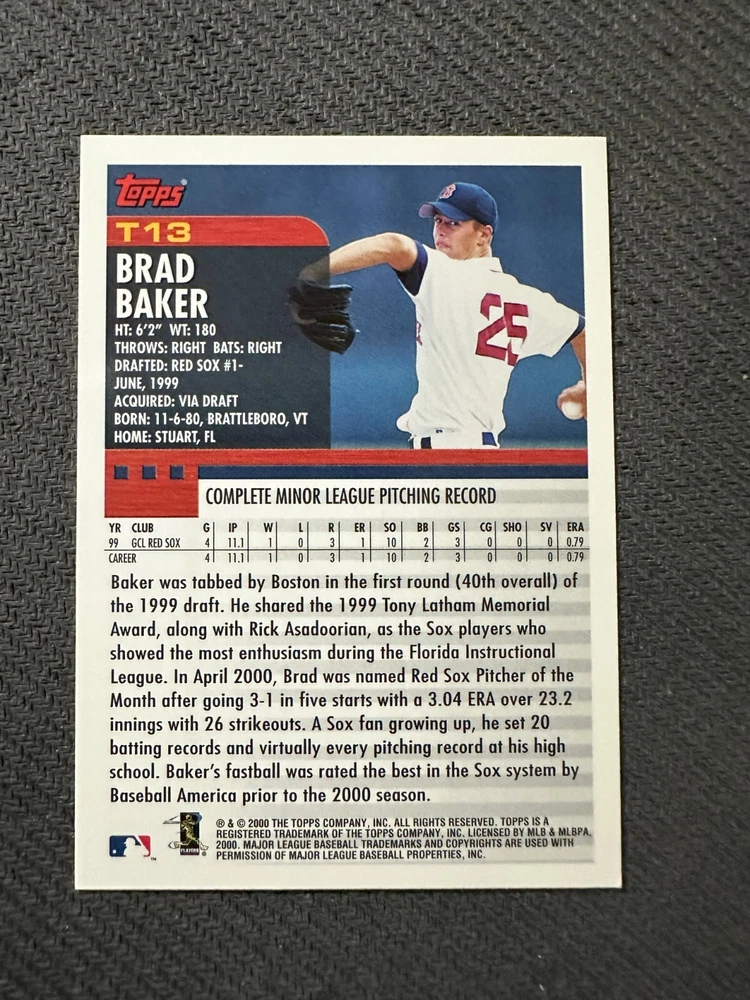 Topps®
T13
BRAD
BAKER
HT: 6'2" WT: 180
THROWS: RIGHT BATS: RIGHT
DRAFTED: RED SOX #1-
JUNE, 1999
ACQUIRED: VIA DRAFT
BORN: 11-6-80, BRATTLEBORO, VT
HOME: STUART, FL
B
25
COMPLETE MINOR LEAGUE PITCHING RECORD
YR CLUB G IP W L R ER SO BB GS CG SHO SV ERA
99 GCL RED SOX 4 11.1 1 0 3 1 10 2 3 0 0 0 0.79
CAREER 4 11.1 1 0 3 1 10 2 3 0 0 0 0.79
Baker was tabbed by Boston in the first round (40th overall) of
the 1999 draft. He shared the 1999 Tony Latham Memorial
Award, along with Rick Asadoorian, as the Sox players who
showed the most enthusiasm during the Florida Instructional
League. In April 2000, Brad was named Red Sox Pitcher of the
Month after going 3-1 in five starts with a 3.04 ERA over 23.2
innings with 26 strikeouts. A Sox fan growing up, he set 20
batting records and virtually every pitching record at his high
school. Baker's fastball was rated the best in the Sox system by
Baseball America prior to the 2000 season.
PLAYERS
® & © 2000 THE TOPPS COMPANY, INC. ALL RIGHTS RESERVED. TOPPS IS A
REGISTERED TRADEMARK OF THE TOPPS COMPANY, INC. LICENSED BY MLB & MLBPA,
2000. MAJOR LEAGUE BASEBALL TRADEMARKS AND COPYRIGHTS ARE USED WITH
PERMISSION OF MAJOR LEAGUE BASEBALL PROPERTIES, INC.